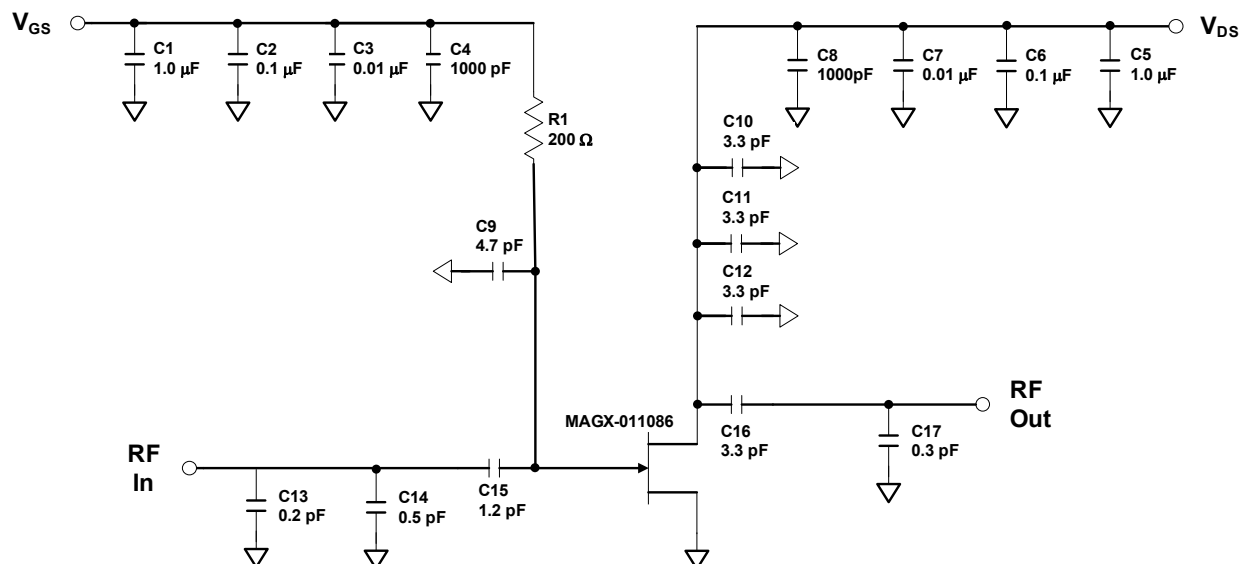 VGS
C1
1.0 μF
C2
0.1 μF
C3
0.01 μF
C4
1000 pF
R1
200 Ω
C9
4.7 pF
C8
1000pF
C7
0.01 μF
C6
0.1 μF
C5
1.0 μF
VDS
C10
3.3 pF
C11
3.3 pF
C12
3.3 pF
MAGX-011086
C16
3.3 pF
C17
0.3 pF
RF
Out
RF
In
C13
0.2 pF
C14
0.5 pF
C15
1.2 pF